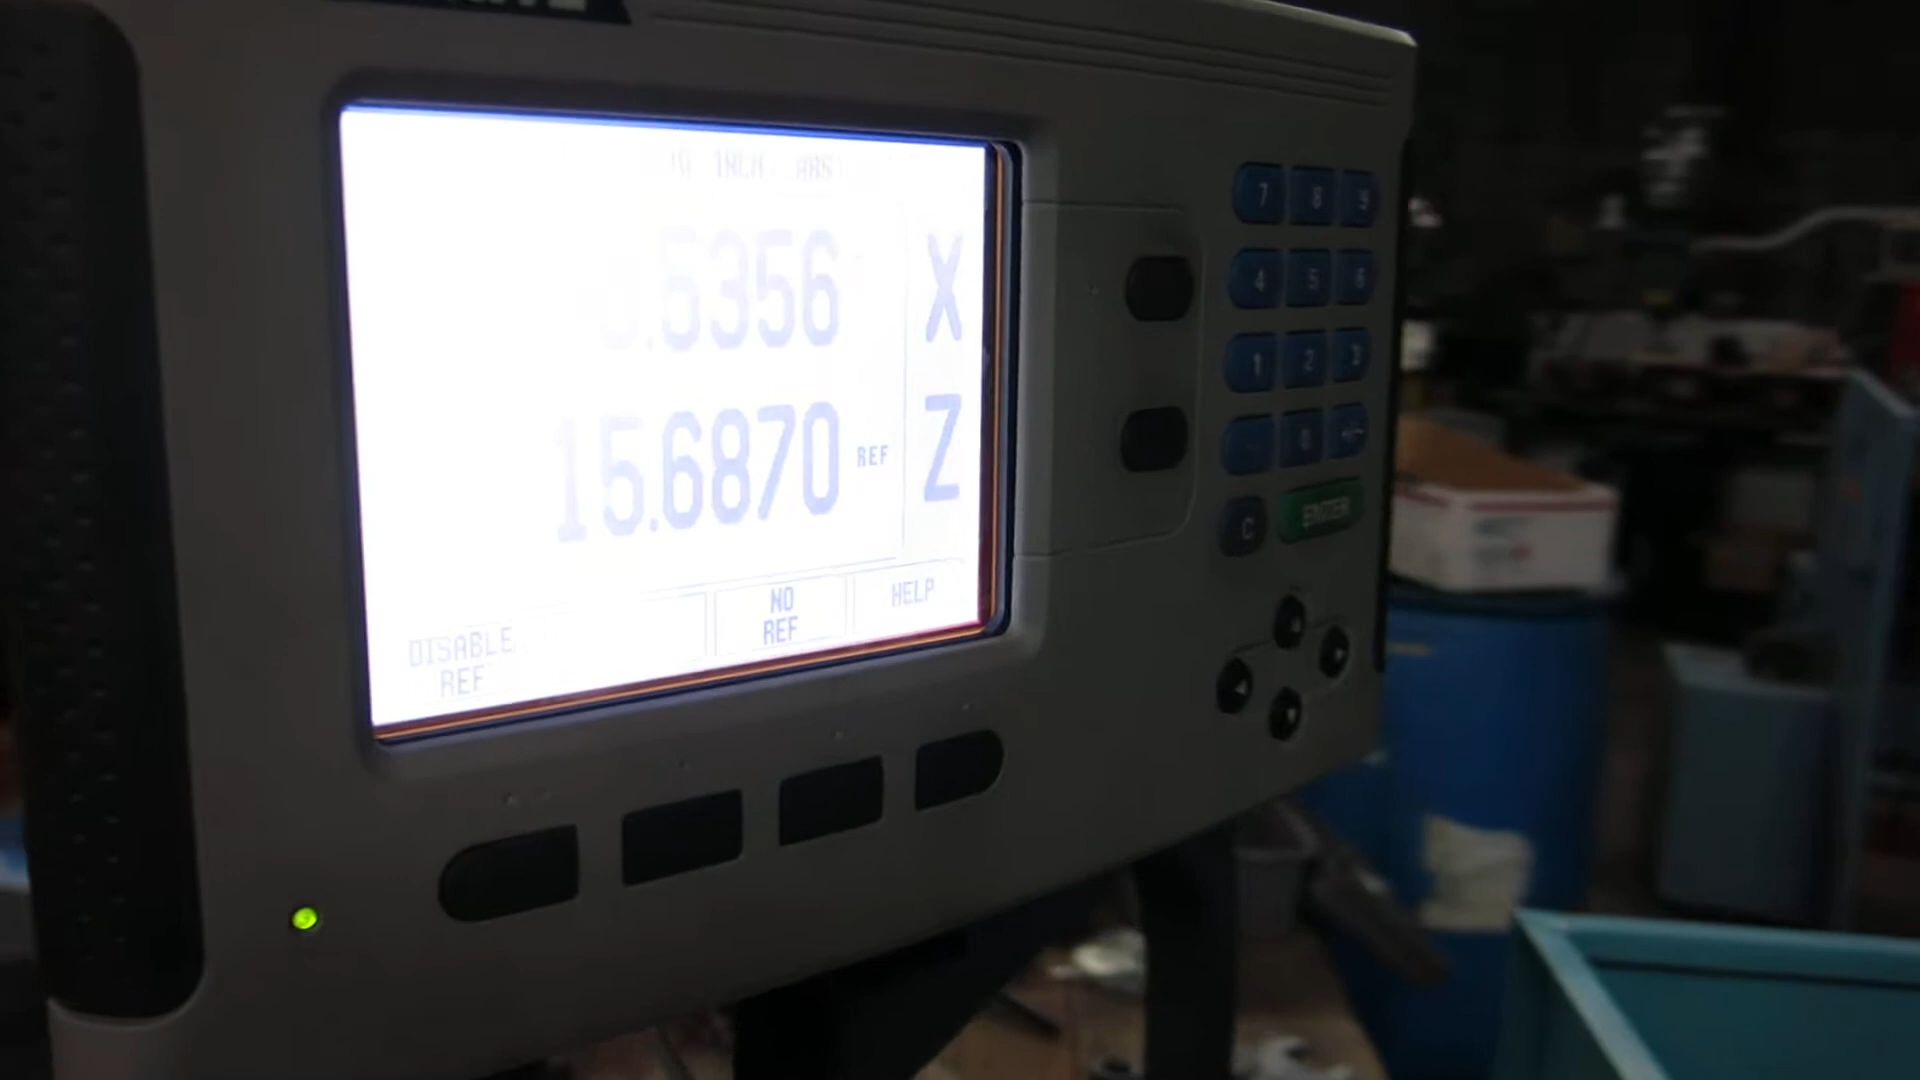 INCH ABS
.5356 X
15.6870 REF Z
DISABLE REF
NO REF
HELP
7 8 9
4 5 6
1 2 3
0 +/-
C ENTER